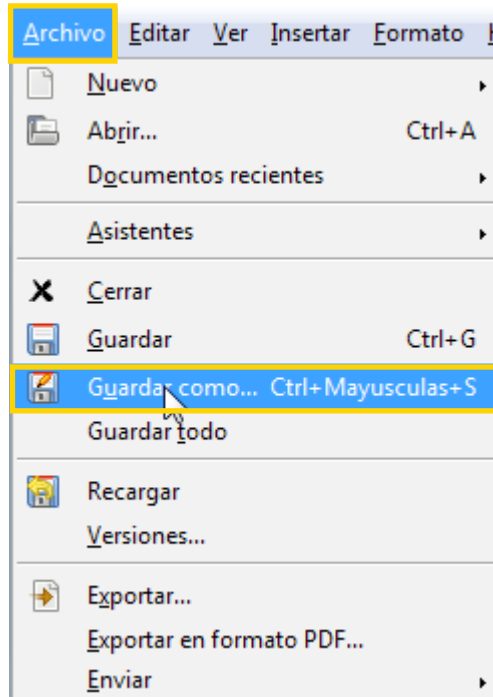 Archivo Editar Ver Insertar Formato
Nuevo
Abrir... Ctrl+A
Documentos recientes
Asistentes
Cerrar
Guardar Ctrl+G
Guardar como... Ctrl+Mayusculas+S
Guardar todo
Recargar
Versiones...
Exportar...
Exportar en formato PDF...
Enviar